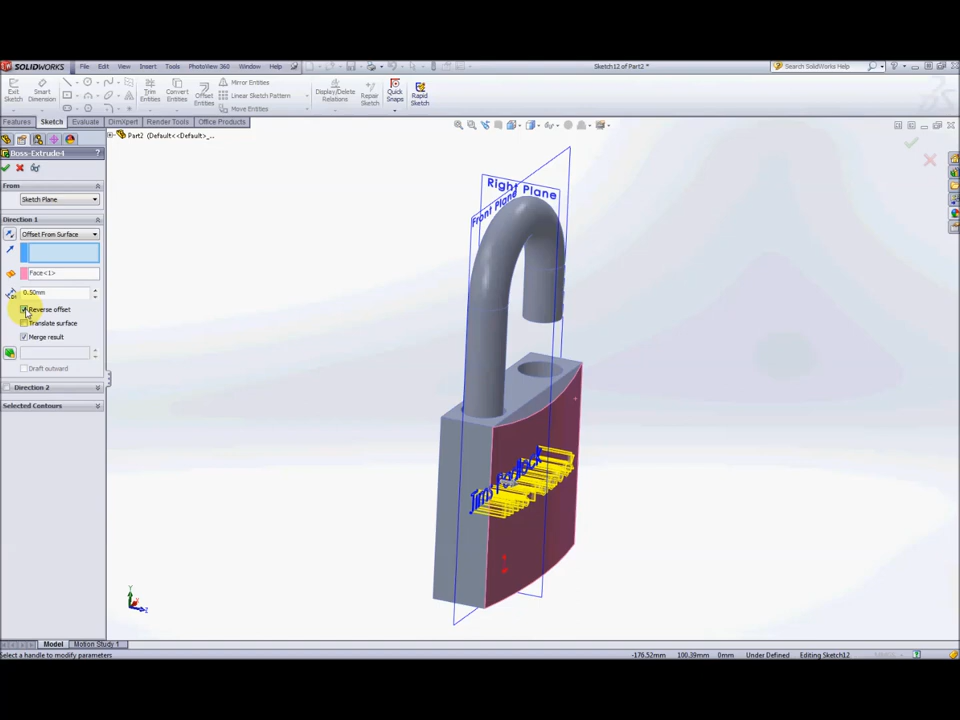 SOLIDWORKS File Edit View Insert Tools PhotoView 360 Window Help Sketch12 of Part2 * Search SolidWorks Help
Exit Sketch Smart Dimension Trim Entities Convert Entities Offset Entities Mirror Entities Linear Sketch Pattern Move Entities Display/Delete Relations Repair Sketch Quick Snaps Rapid Sketch
Features Sketch Evaluate DimXpert Render Tools Office Products
Part2 (Default<<Default>_...
Boss-Extrude4 ?
From
Sketch Plane
Direction 1
Offset From Surface
Face<1>
0.50mm
Reverse offset
Translate surface
Merge result
Draft outward
Direction 2
Selected Contours
Right Plane
Front Plane
Y
Z
Model Motion Study 1
Select a handle to modify parameters -176.52mm 100.39mm 0mm Under Defined Editing Sketch12